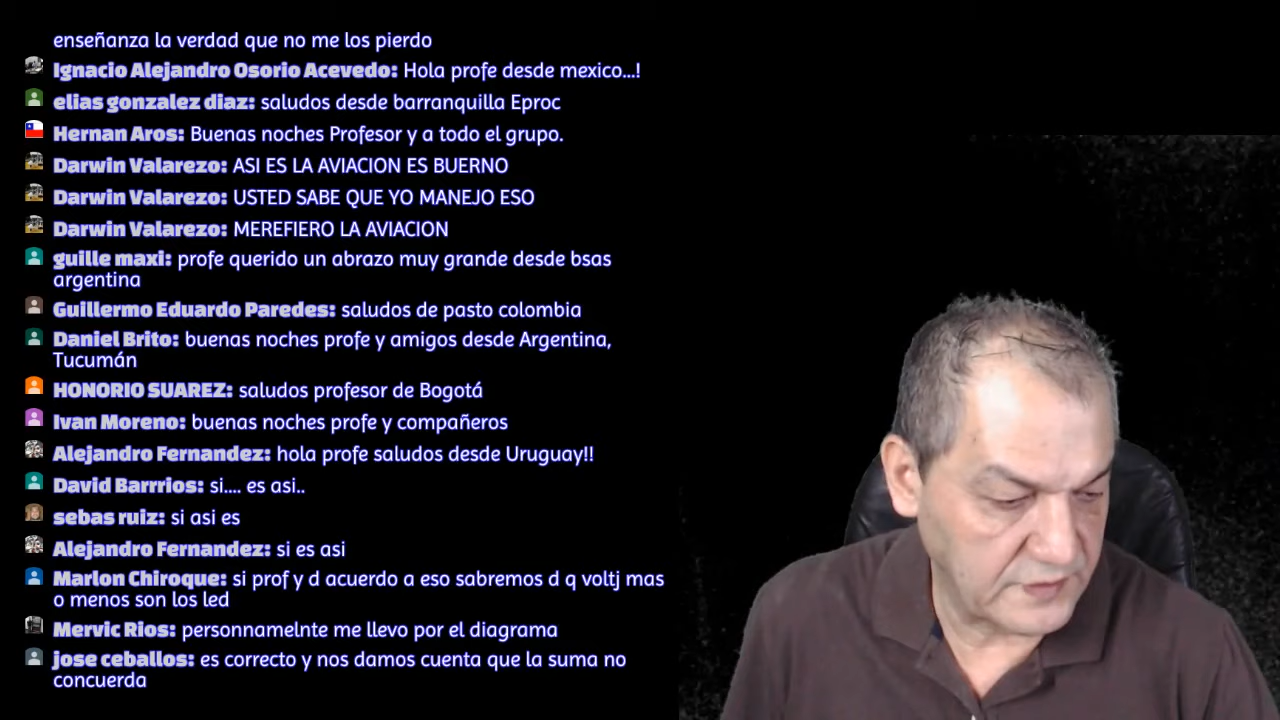 enseñanza la verdad que no me los pierdo
Ignacio Alejandro Osorio Acevedo: Hola profe desde mexico...!
elias gonzalez diaz: saludos desde barranquilla Eproc
Hernan Aros: Buenas noches Profesor y a todo el grupo.
Darwin Valarezo: ASI ES LA AVIACION ES BUERNO
Darwin Valarezo: USTED SABE QUE YO MANEJO ESO
Darwin Valarezo: MEREFIERO LA AVIACION
guille maxi: profe querido un abrazo muy grande desde bsas
argentina
Guillermo Eduardo Paredes: saludos de pasto colombia
Daniel Brito: buenas noches profe y amigos desde Argentina,
Tucumán
HONORIO SUAREZ: saludos profesor de Bogotá
Ivan Moreno: buenas noches profe y compañeros
Alejandro Fernandez: hola profe saludos desde Uruguay!!
David Barrrios: si.... es asi..
sebas ruiz: si asi es
Alejandro Fernandez: si es asi
Marlon Chiroque: si prof y d acuerdo a eso sabremos d q voltj mas
o menos son los led
Mervic Rios: personnamelnte me llevo por el diagrama
jose ceballos: es correcto y nos damos cuenta que la suma no
concuerda